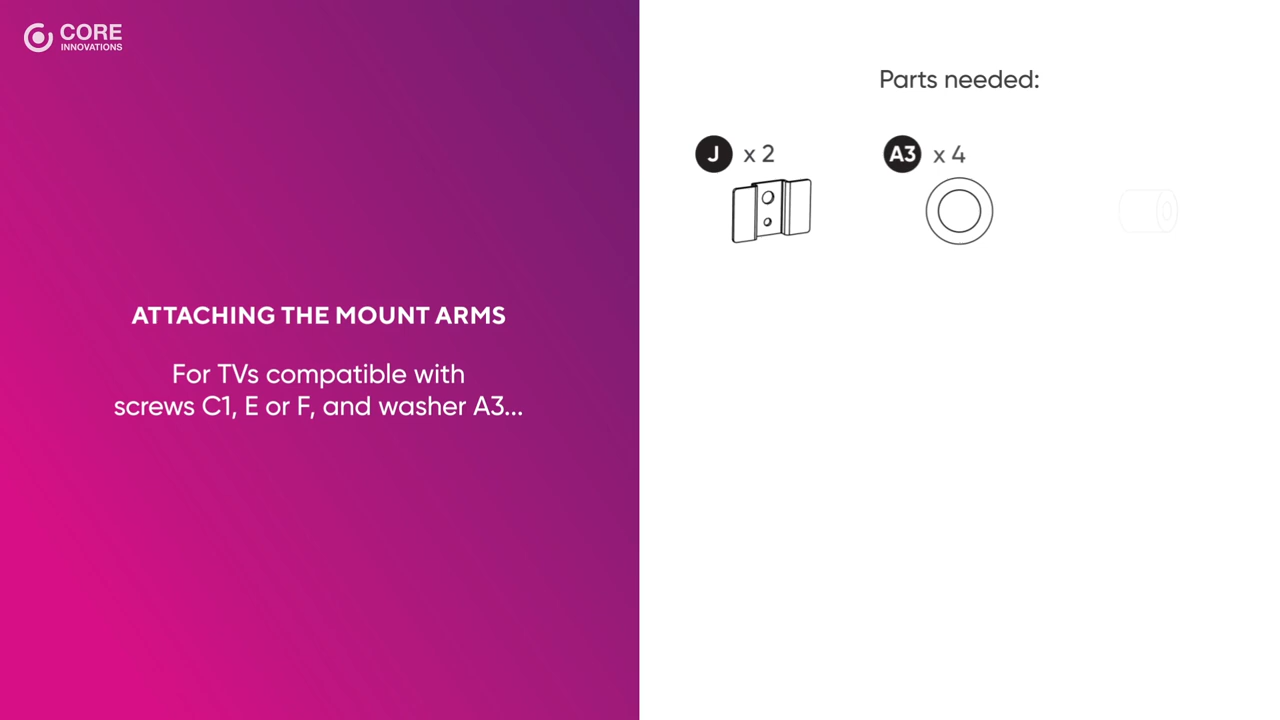 CORE
INNOVATIONS
ATTACHING THE MOUNT ARMS
For TVs compatible with
screws C1, E or F, and washer A3...
Parts needed:
J x 2
A3 x 4